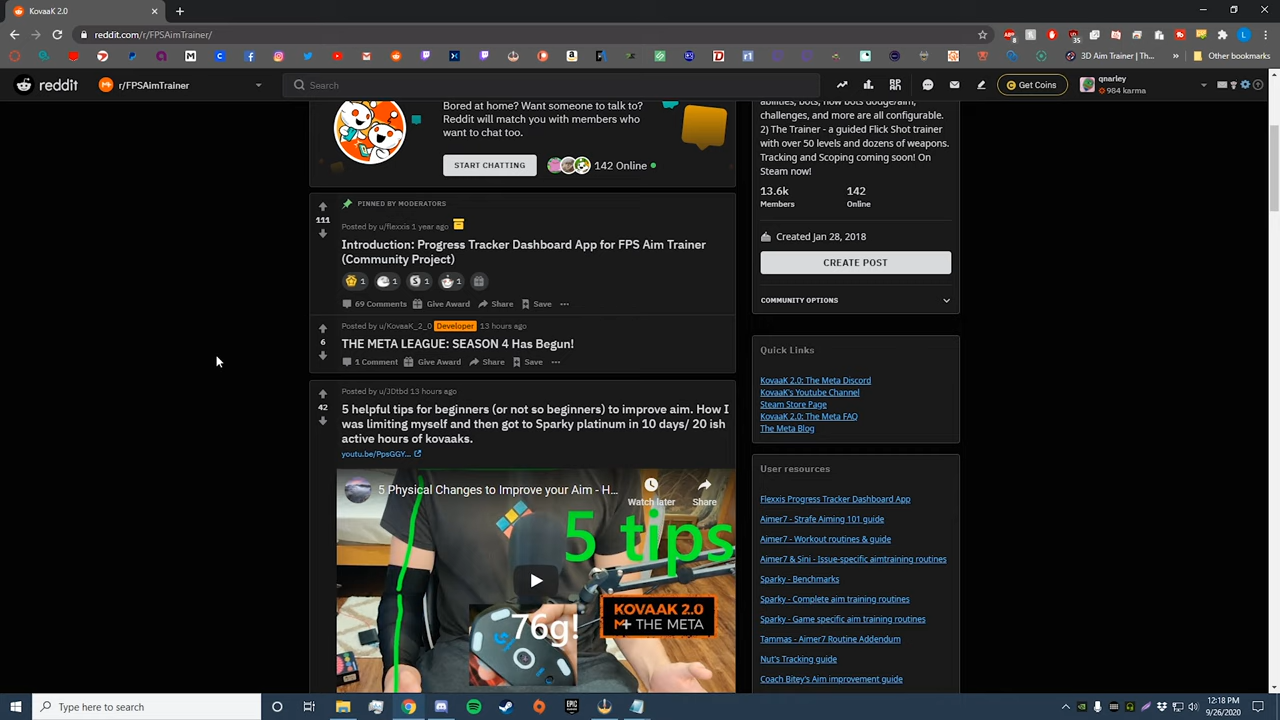 KovaaK 2.0
reddit.com/r/FPSAimTrainer/
3D Aim Trainer | Th...
Other bookmarks
reddit
r/FPSAimTrainer
Search
Get Coins
qnarley
984 karma
Bored at home? Want someone to talk to?
Reddit will match you with members who
want to chat too.
START CHATTING
142 Online
PINNED BY MODERATORS
111
Posted by u/flexxis 1 year ago
Introduction: Progress Tracker Dashboard App for FPS Aim Trainer
(Community Project)
1 1 1 1
69 Comments Give Award Share Save ...
Posted by u/KovaaK_2_0 Developer 13 hours ago
6
THE META LEAGUE: SEASON 4 Has Begun!
1 Comment Give Award Share Save ...
Posted by u/JDtbd 13 hours ago
42
5 helpful tips for beginners (or not so beginners) to improve aim. How I
was limiting myself and then got to Sparky platinum in 10 days/ 20 ish
active hours of kovaaks.
youtu.be/PpsGGY...
5 Physical Changes to Improve your Aim - H...
Watch later
Share
5 tips
KOVAAK 2.0
THE META
76g!
abilities, bots, how bots dodge/aim,
challenges, and more are all configurable.
2) The Trainer - a guided Flick Shot trainer
with over 50 levels and dozens of weapons.
Tracking and Scoping coming soon! On
Steam now!
13.6k 142
Members Online
Created Jan 28, 2018
CREATE POST
COMMUNITY OPTIONS
Quick Links
KovaaK 2.0: The Meta Discord
KovaaK's Youtube Channel
Steam Store Page
KovaaK 2.0: The Meta FAQ
The Meta Blog
User resources
Flexxis Progress Tracker Dashboard App
Aimer7 - Strafe Aiming 101 guide
Aimer7 - Workout routines & guide
Aimer7 & Sini - Issue-specific aimtraining routines
Sparky - Benchmarks
Sparky - Complete aim training routines
Sparky - Game specific aim training routines
Tammas - Aimer7 Routine Addendum
Nut's Tracking guide
Coach Bitey's Aim improvement guide
Type here to search
12:18 PM
9/26/2020